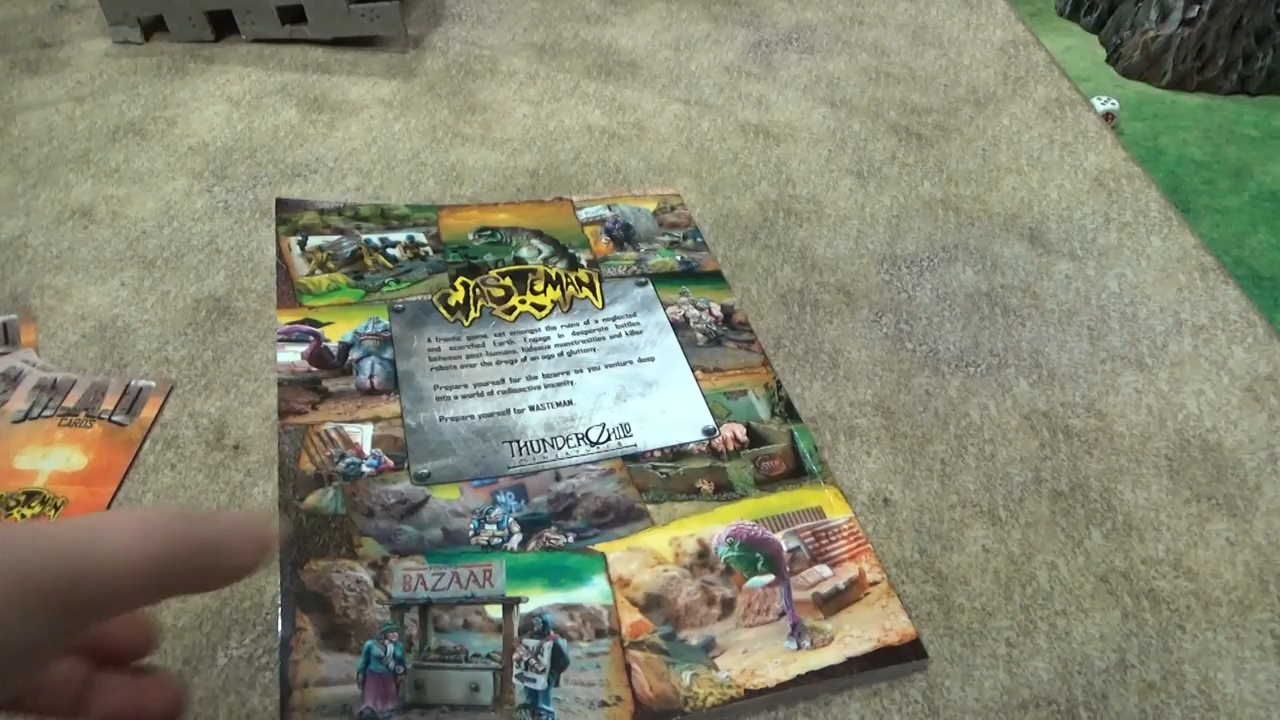 WASTEMAN
A frantic game set amongst the ruins of a neglected
and scorched Earth. Engage in desperate battles
between post-humans, hideous monstrosities and killer
robots over the dregs of an age of gluttony.
Prepare yourself for the bizarre as you venture deep
into a world of radioactive insanity.
Prepare yourself for WASTEMAN.
THUNDERCHILD
MINIATURES
M.A.D
CARDS
WASTEMAN
NO
BAZAAR